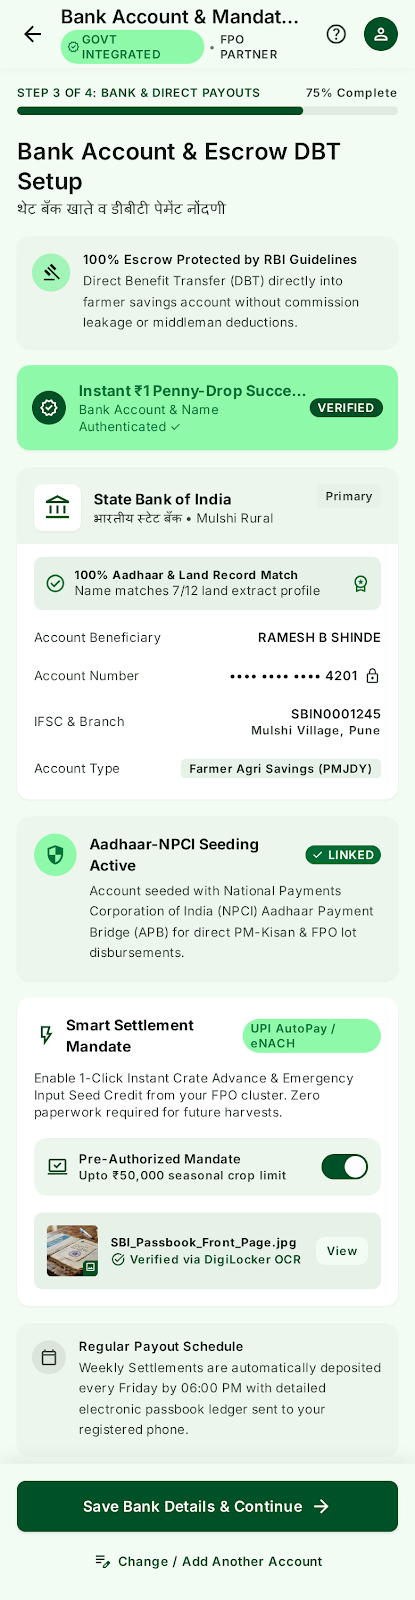 Bank Account & Mandat...
GOVT
INTEGRATED
• FPO
PARTNER
STEP 3 OF 4: BANK & DIRECT PAYOUTS
75% Complete
Bank Account & Escrow DBT
Setup
थेट बँक खाते व डीबीटी पेमेंट नोंदणी
100% Escrow Protected by RBI Guidelines
Direct Benefit Transfer (DBT) directly into
farmer savings account without commission
leakage or middleman deductions.
Instant ₹1 Penny-Drop Succe...
Bank Account & Name
Authenticated ✓
VERIFIED
State Bank of India
Primary
भारतीय स्टेट बँक • Mulshi Rural
100% Aadhaar & Land Record Match
Name matches 7/12 land extract profile
Account Beneficiary
RAMESH B SHINDE
Account Number
•••• •••• •••• 4201
IFSC & Branch
SBIN0001245
Mulshi Village, Pune
Account Type
Farmer Agri Savings (PMJDY)
Aadhaar-NPCI Seeding
Active
✓ LINKED
Account seeded with National Payments
Corporation of India (NPCI) Aadhaar Payment
Bridge (APB) for direct PM-Kisan & FPO lot
disbursements.
Smart Settlement
Mandate
UPI AutoPay /
eNACH
Enable 1-Click Instant Crate Advance & Emergency
Input Seed Credit from your FPO cluster. Zero
paperwork required for future harvests.
Pre-Authorized Mandate
Upto ₹50,000 seasonal crop limit
SBI_Passbook_Front_Page.jpg
Verified via DigiLocker OCR
View
Regular Payout Schedule
Weekly Settlements are automatically deposited
every Friday by 06:00 PM with detailed
electronic passbook ledger sent to your
registered phone.
Save Bank Details & Continue →
Change / Add Another Account